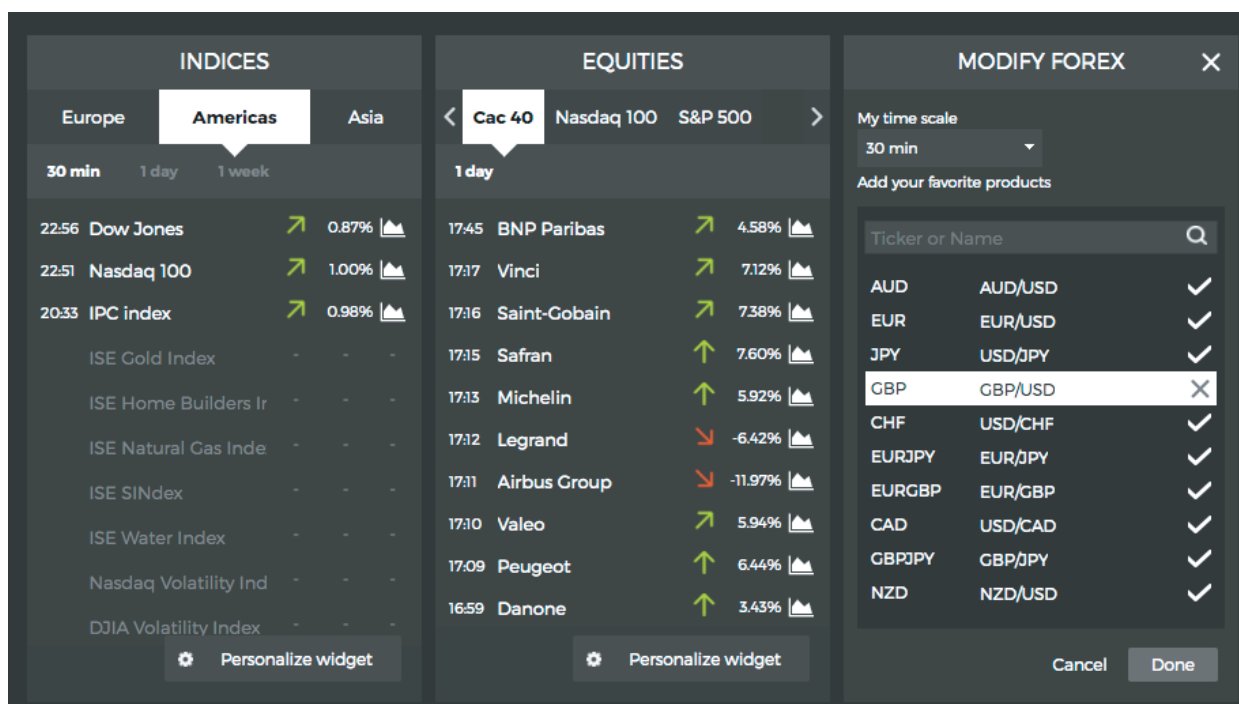 INDICES
Europe Americas Asia
30 min 1 day 1 week
22:56 Dow Jones 0.87%
22:51 Nasdaq 100 1.00%
20:33 IPC index 0.98%
ISE Gold Index - - -
ISE Home Builders Ir - - -
ISE Natural Gas Inde - - -
ISE SINdex - - -
ISE Water Index - - -
Nasdaq Volatility Ind - - -
DJIA Volatility Index - - -
Personalize widget
EQUITIES
Cac 40 Nasdaq 100 S&P 500
1 day
17:45 BNP Paribas 4.58%
17:17 Vinci 7.12%
17:16 Saint-Gobain 7.38%
17:15 Safran 7.60%
17:13 Michelin 5.92%
17:12 Legrand -6.42%
17:11 Airbus Group -11.97%
17:10 Valeo 5.94%
17:09 Peugeot 6.44%
16:59 Danone 3.43%
Personalize widget
MODIFY FOREX
My time scale
30 min
Add your favorite products
Ticker or Name
AUD AUD/USD
EUR EUR/USD
JPY USD/JPY
GBP GBP/USD
CHF USD/CHF
EURJPY EUR/JPY
EURGBP EUR/GBP
CAD USD/CAD
GBPJPY GBP/JPY
NZD NZD/USD
Cancel Done